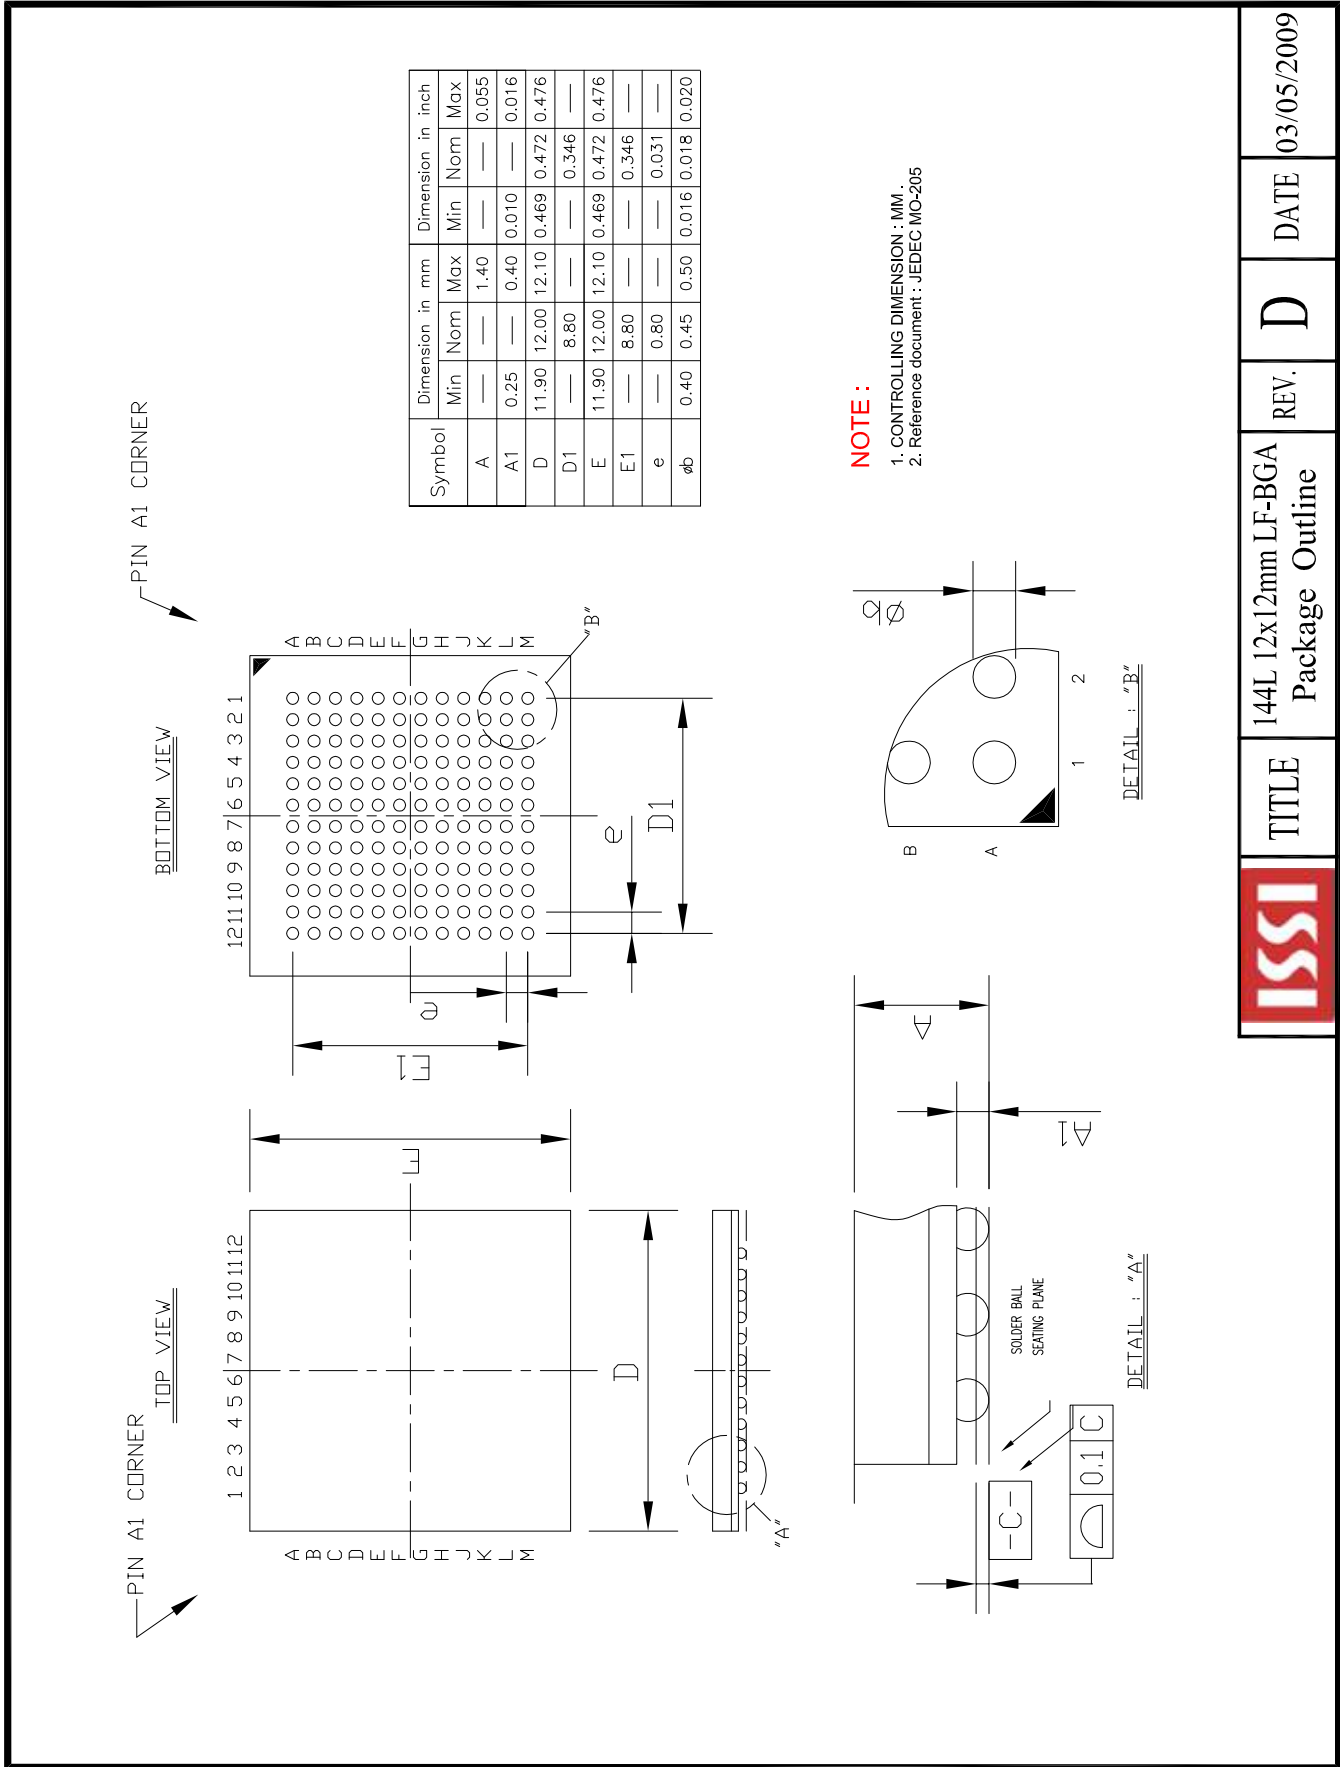 PIN A1 CORNER
TOP VIEW
1 2 3 4 5 6 7 8 9 10 11 12
A
B
C
D
E
F
G
H
J
K
L
M
E
D
"A"
PIN A1 CORNER
BOTTOM VIEW
12 11 10 9 8 7 6 5 4 3 2 1
A
B
C
D
E
F
G
H
J
K
L
M
E1
e
e
D1
"B"
Symbol Dimension in mm Dimension in inch
Min Nom Max Min Nom Max
A — — 1.40 — — 0.055
A1 0.25 — 0.40 0.010 — 0.016
D 11.90 12.00 12.10 0.469 0.472 0.476
D1 — 8.80 — — 0.346 —
E 11.90 12.00 12.10 0.469 0.472 0.476
E1 — 8.80 — — 0.346 —
e — 0.80 — — 0.031 —
øb 0.40 0.45 0.50 0.016 0.018 0.020
A
A1
SOLDER BALL
SEATING PLANE
-C-
0.1 C
DETAIL : "A"
øb
B
A
1 2
DETAIL : "B"
NOTE :
1. CONTROLLING DIMENSION : MM .
2. Reference document : JEDEC MO-205
ISSI
TITLE
144L 12x12mm LF-BGA
Package Outline
REV.
D
DATE
03/05/2009